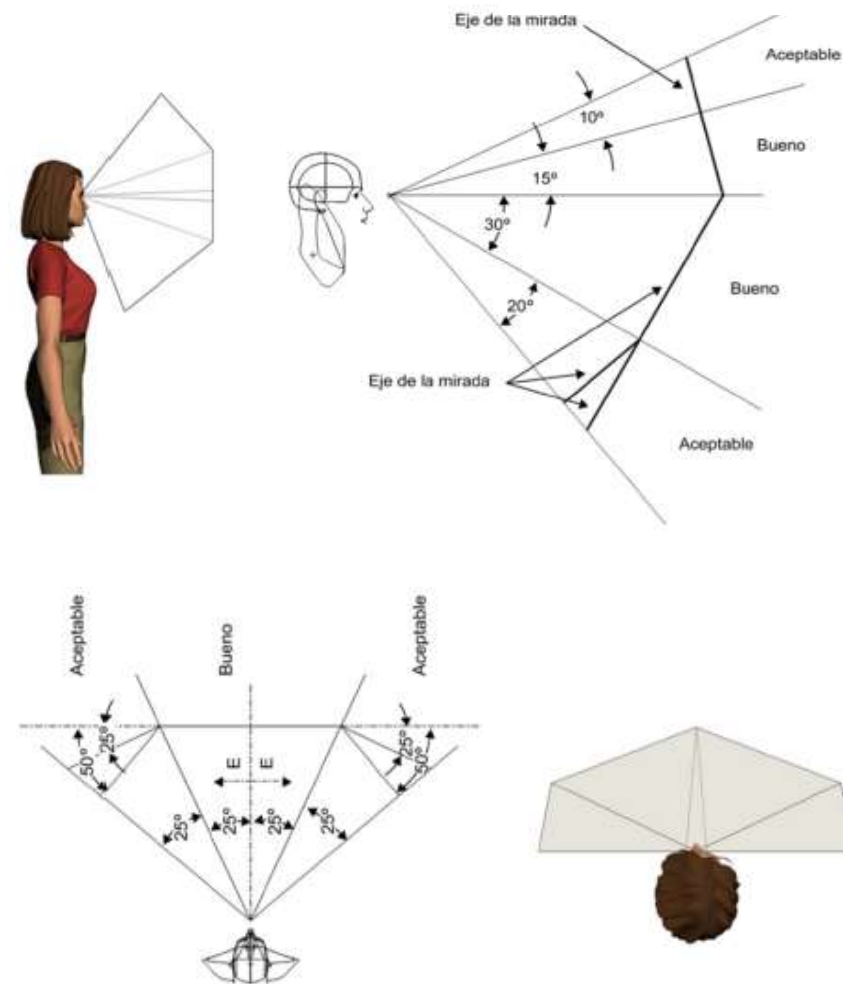 Eje de la mirada
Aceptable
10º
Bueno
15º
30º
Bueno
20º
Eje de la mirada
Aceptable
Aceptable
Bueno
Aceptable
25º
50º
E
E
25º
50º
25º
25º
25º
25º